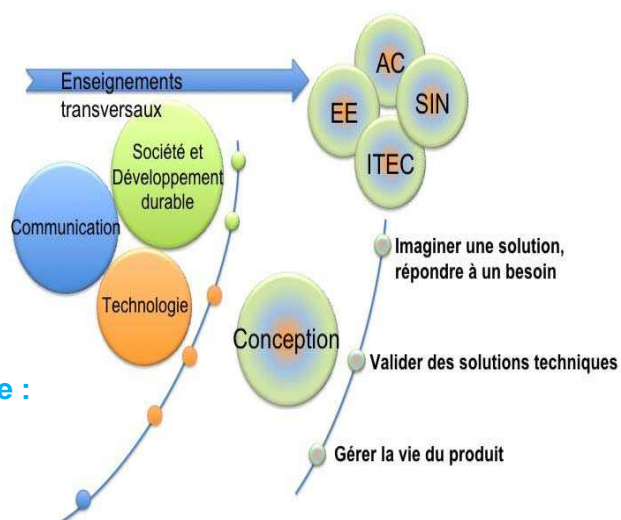 Enseignements
transversaux
AC
EE
SIN
ITEC
Société et
Développement
durable
Communication
Technologie
Imaginer une solution,
répondre à un besoin
Conception
Valider des solutions techniques
e :
Gérer la vie du produit